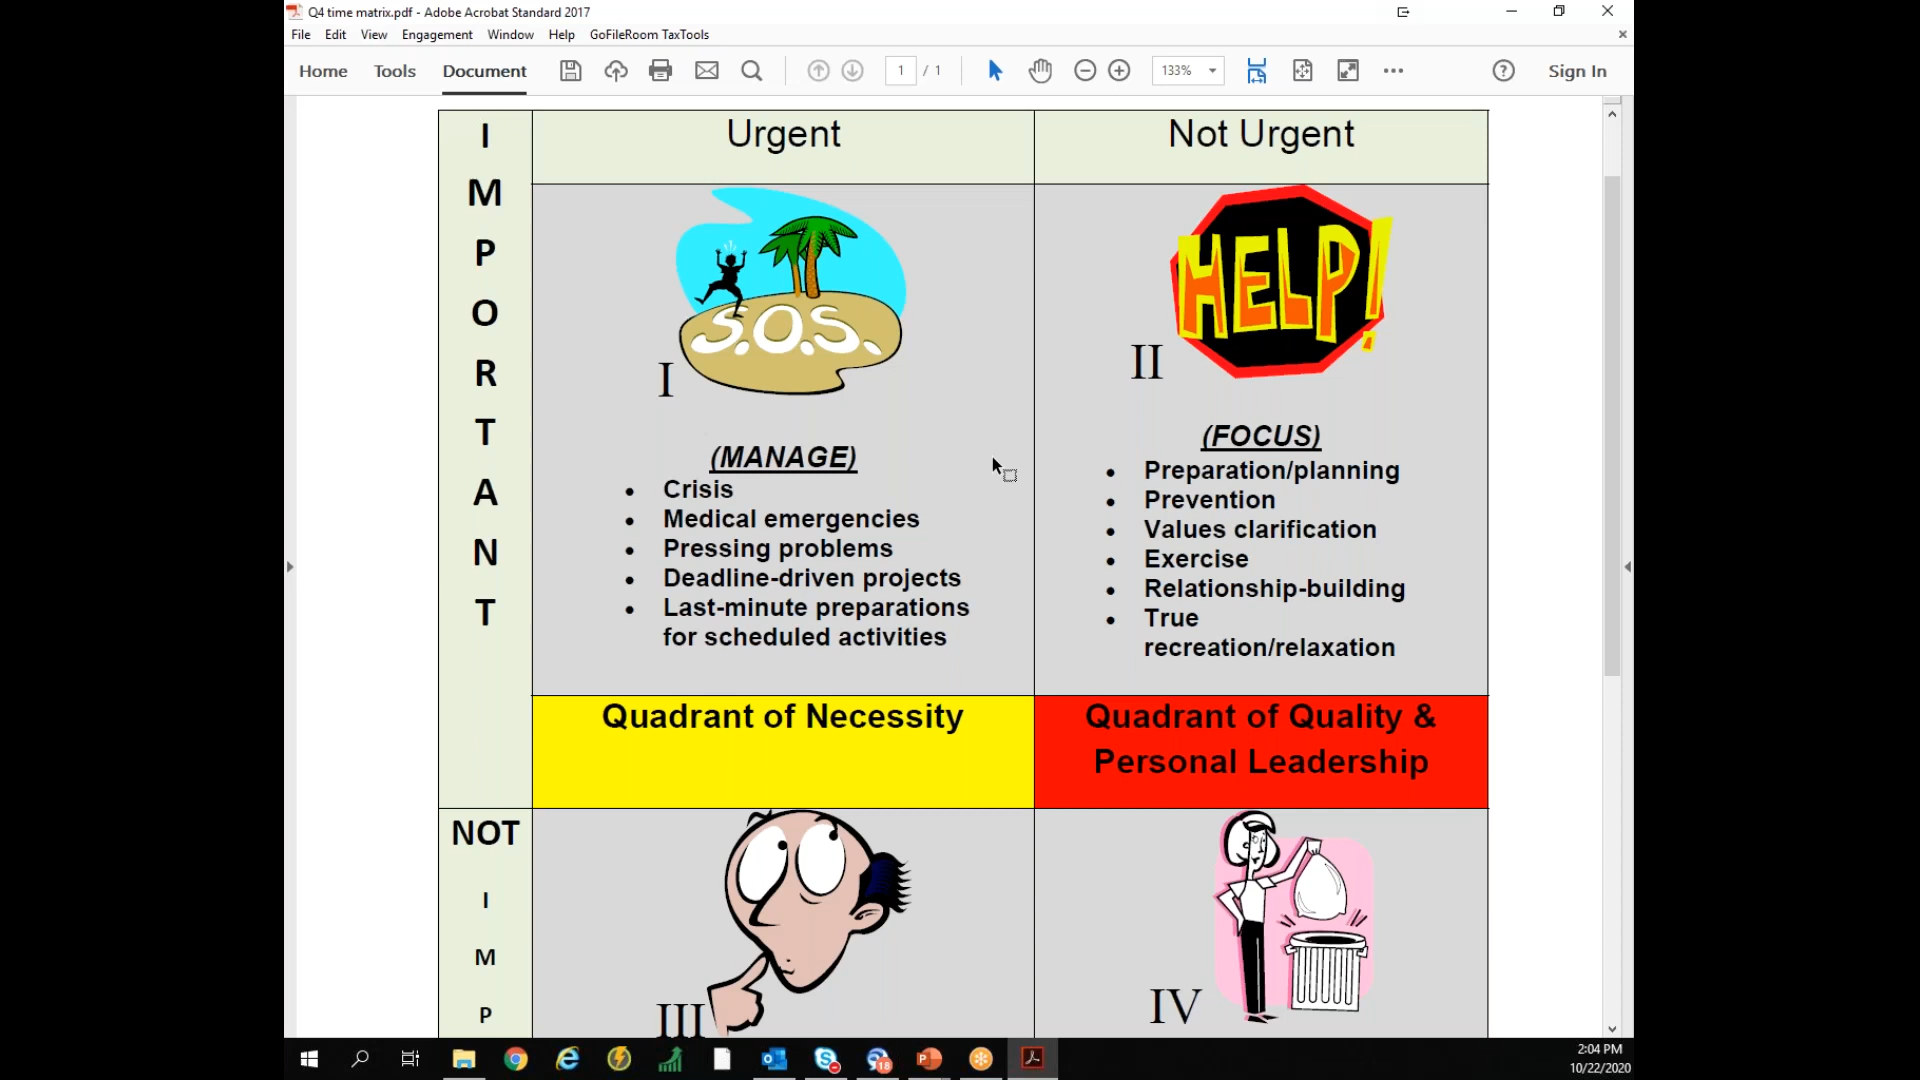 Q4 time matrix.pdf - Adobe Acrobat Standard 2017
File Edit View Engagement Window Help GoFileRoom TaxTools
Home Tools Document 1 / 1 133% Sign In
I
M
P
O
R
T
A
N
T
Urgent
Not Urgent
S.O.S.
I
(MANAGE)
• Crisis
• Medical emergencies
• Pressing problems
• Deadline-driven projects
• Last-minute preparations
for scheduled activities
HELP!
II
(FOCUS)
• Preparation/planning
• Prevention
• Values clarification
• Exercise
• Relationship-building
• True
recreation/relaxation
Quadrant of Necessity
Quadrant of Quality &
Personal Leadership
NOT
I
M
P
III
IV
18
2:04 PM
10/22/2020